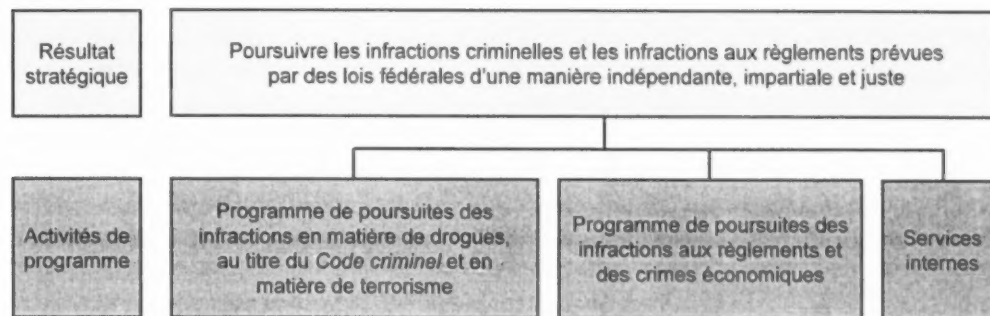 Résultat
stratégique
Poursuivre les infractions criminelles et les infractions aux règlements prévues
par des lois fédérales d'une manière indépendante, impartiale et juste
Activités de
programme
Programme de poursuites des
infractions en matière de drogues,
au titre du Code criminel et en
matière de terrorisme
Programme de poursuites des
infractions aux règlements et
des crimes économiques
Services
internes